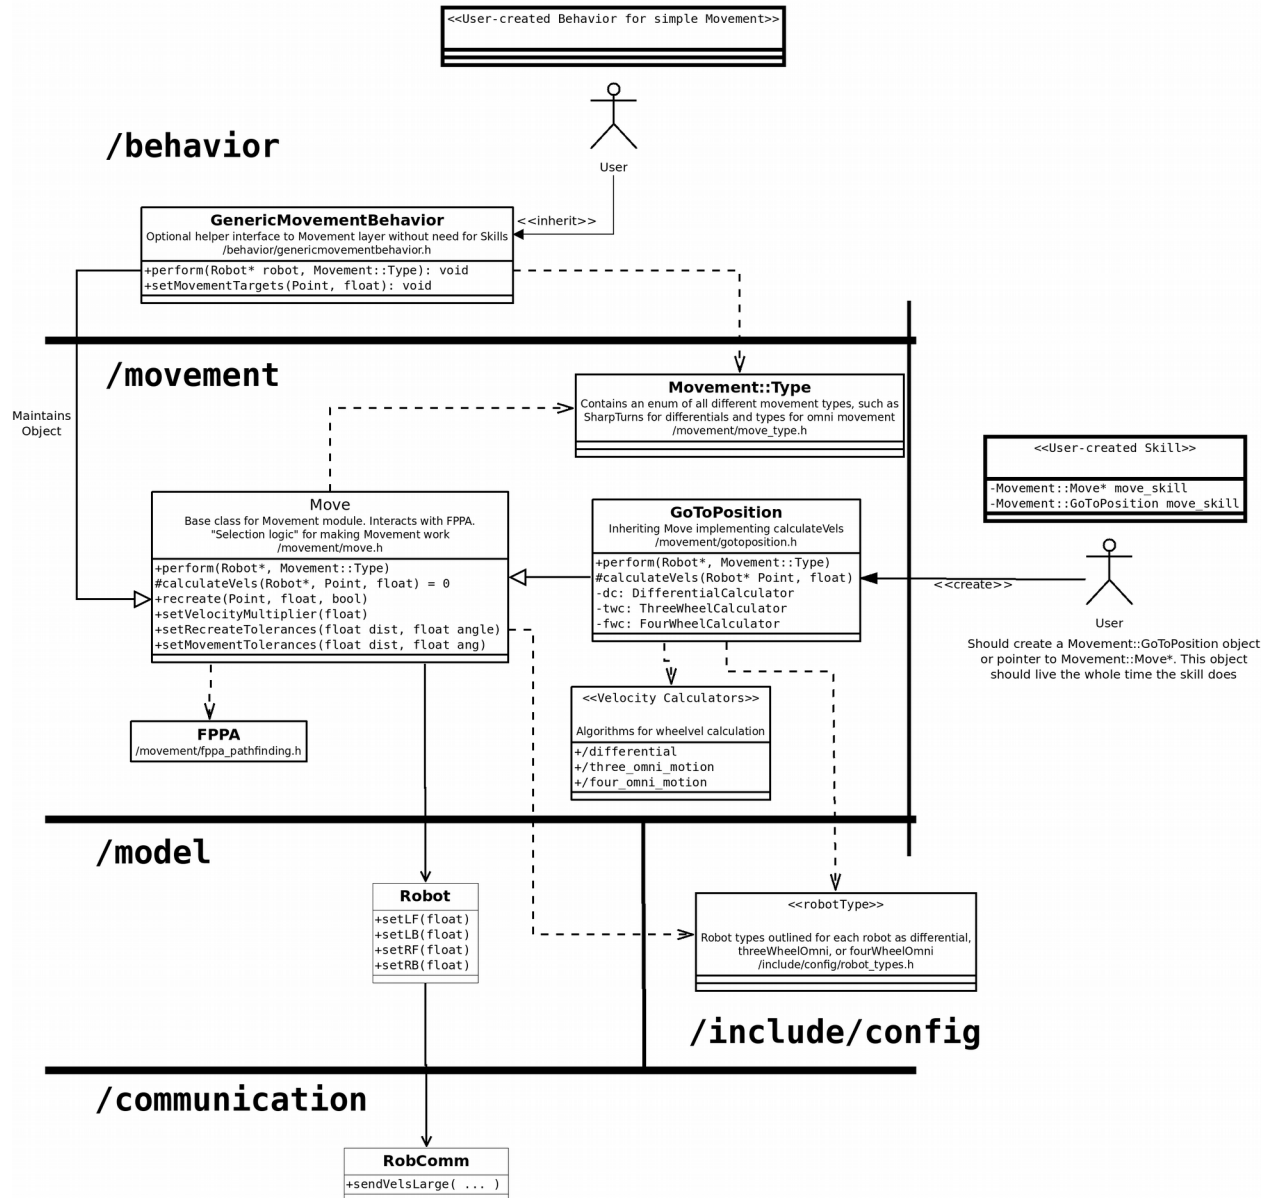 <<User-created Behavior for simple Movement>>
/behavior
User
<<inherit>>
GenericMovementBehavior
Optional helper interface to Movement layer without need for Skills
/behavior/genericmovementbehavior.h
+perform(Robot* robot, Movement::Type): void
+setMovementTargets(Point, float): void
/movement
Maintains
Object
Movement::Type
Contains an enum of all different movement types, such as
SharpTurns for differentials and types for omni movement
/movement/move_type.h
<<User-created Skill>>
-Movement::Move* move_skill
-Movement::GoToPosition move_skill
Move
Base class for Movement module. Interacts with FPPA.
"Selection logic" for making Movement work
/movement/move.h
+perform(Robot*, Movement::Type)
#calculateVels(Robot*, Point, float) = 0
+recreate(Point, float, bool)
+setVelocityMultiplier(float)
+setRecreateTolerances(float dist, float angle)
+setMovementTolerances(float dist, float ang)
GoToPosition
Inheriting Move implementing calculateVels
/movement/gotoposition.h
+perform(Robot*, Movement::Type)
#calculateVels(Robot* Point, float)
-dc: DifferentialCalculator
-twc: ThreeWheelCalculator
-fwc: FourWheelCalculator
<<create>>
User
Should create a Movement::GoToPosition object
or pointer to Movement::Move*. This object
should live the whole time the skill does
FPPA
/movement/fppa_pathfinding.h
<<Velocity Calculators>>
Algorithms for wheelvel calculation
+/differential
+/three_omni_motion
+/four_omni_motion
/model
Robot
+setLF(float)
+setLB(float)
+setRF(float)
+setRB(float)
<<robotType>>
Robot types outlined for each robot as differential,
threeWheelOmni, or fourWheelOmni
/include/config/robot_types.h
/include/config
/communication
RobComm
+sendVelsLarge( ... )